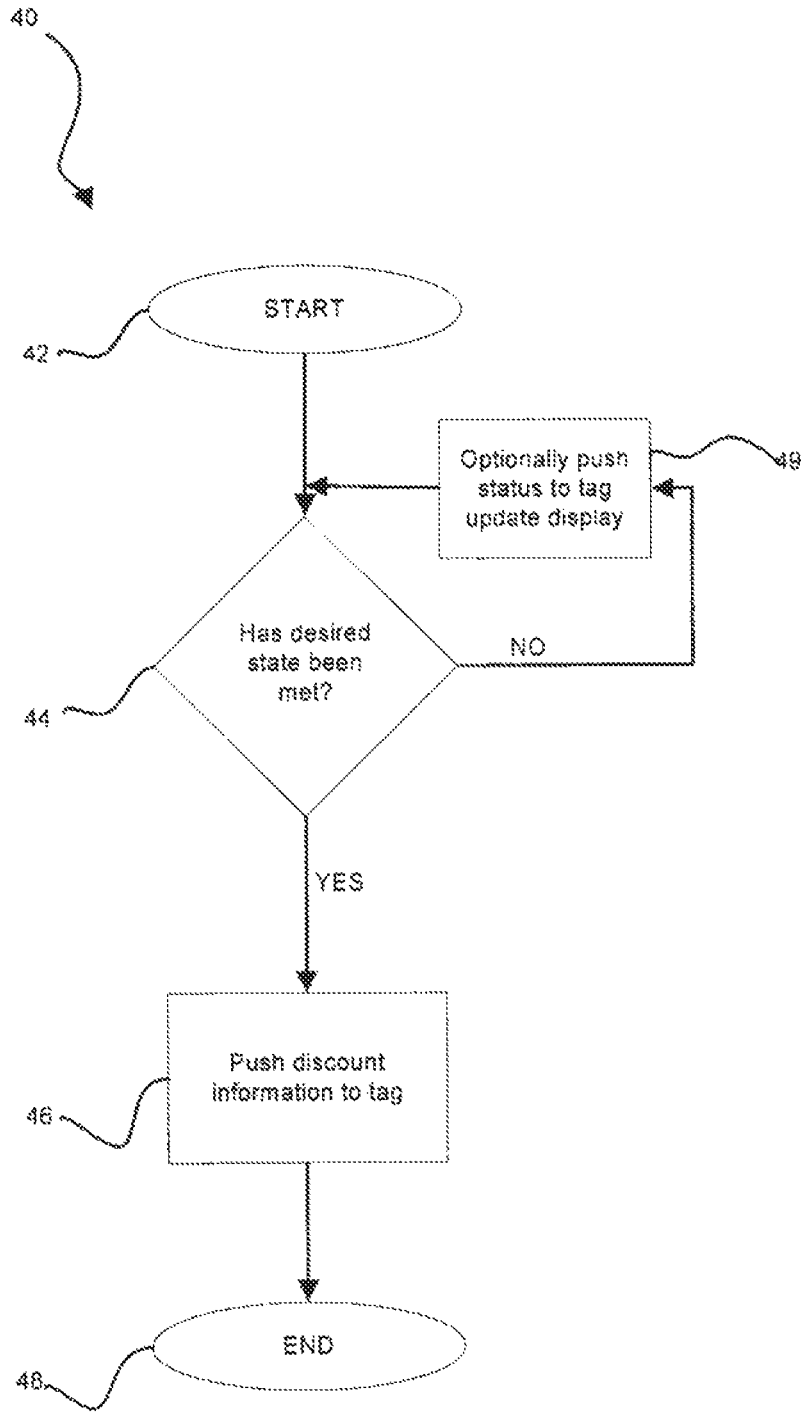 40
START
42
Optionally push
status to tag
update display
49
Has desired
state been
met?
NO
44
YES
Push discount
information to tag
46
END
48